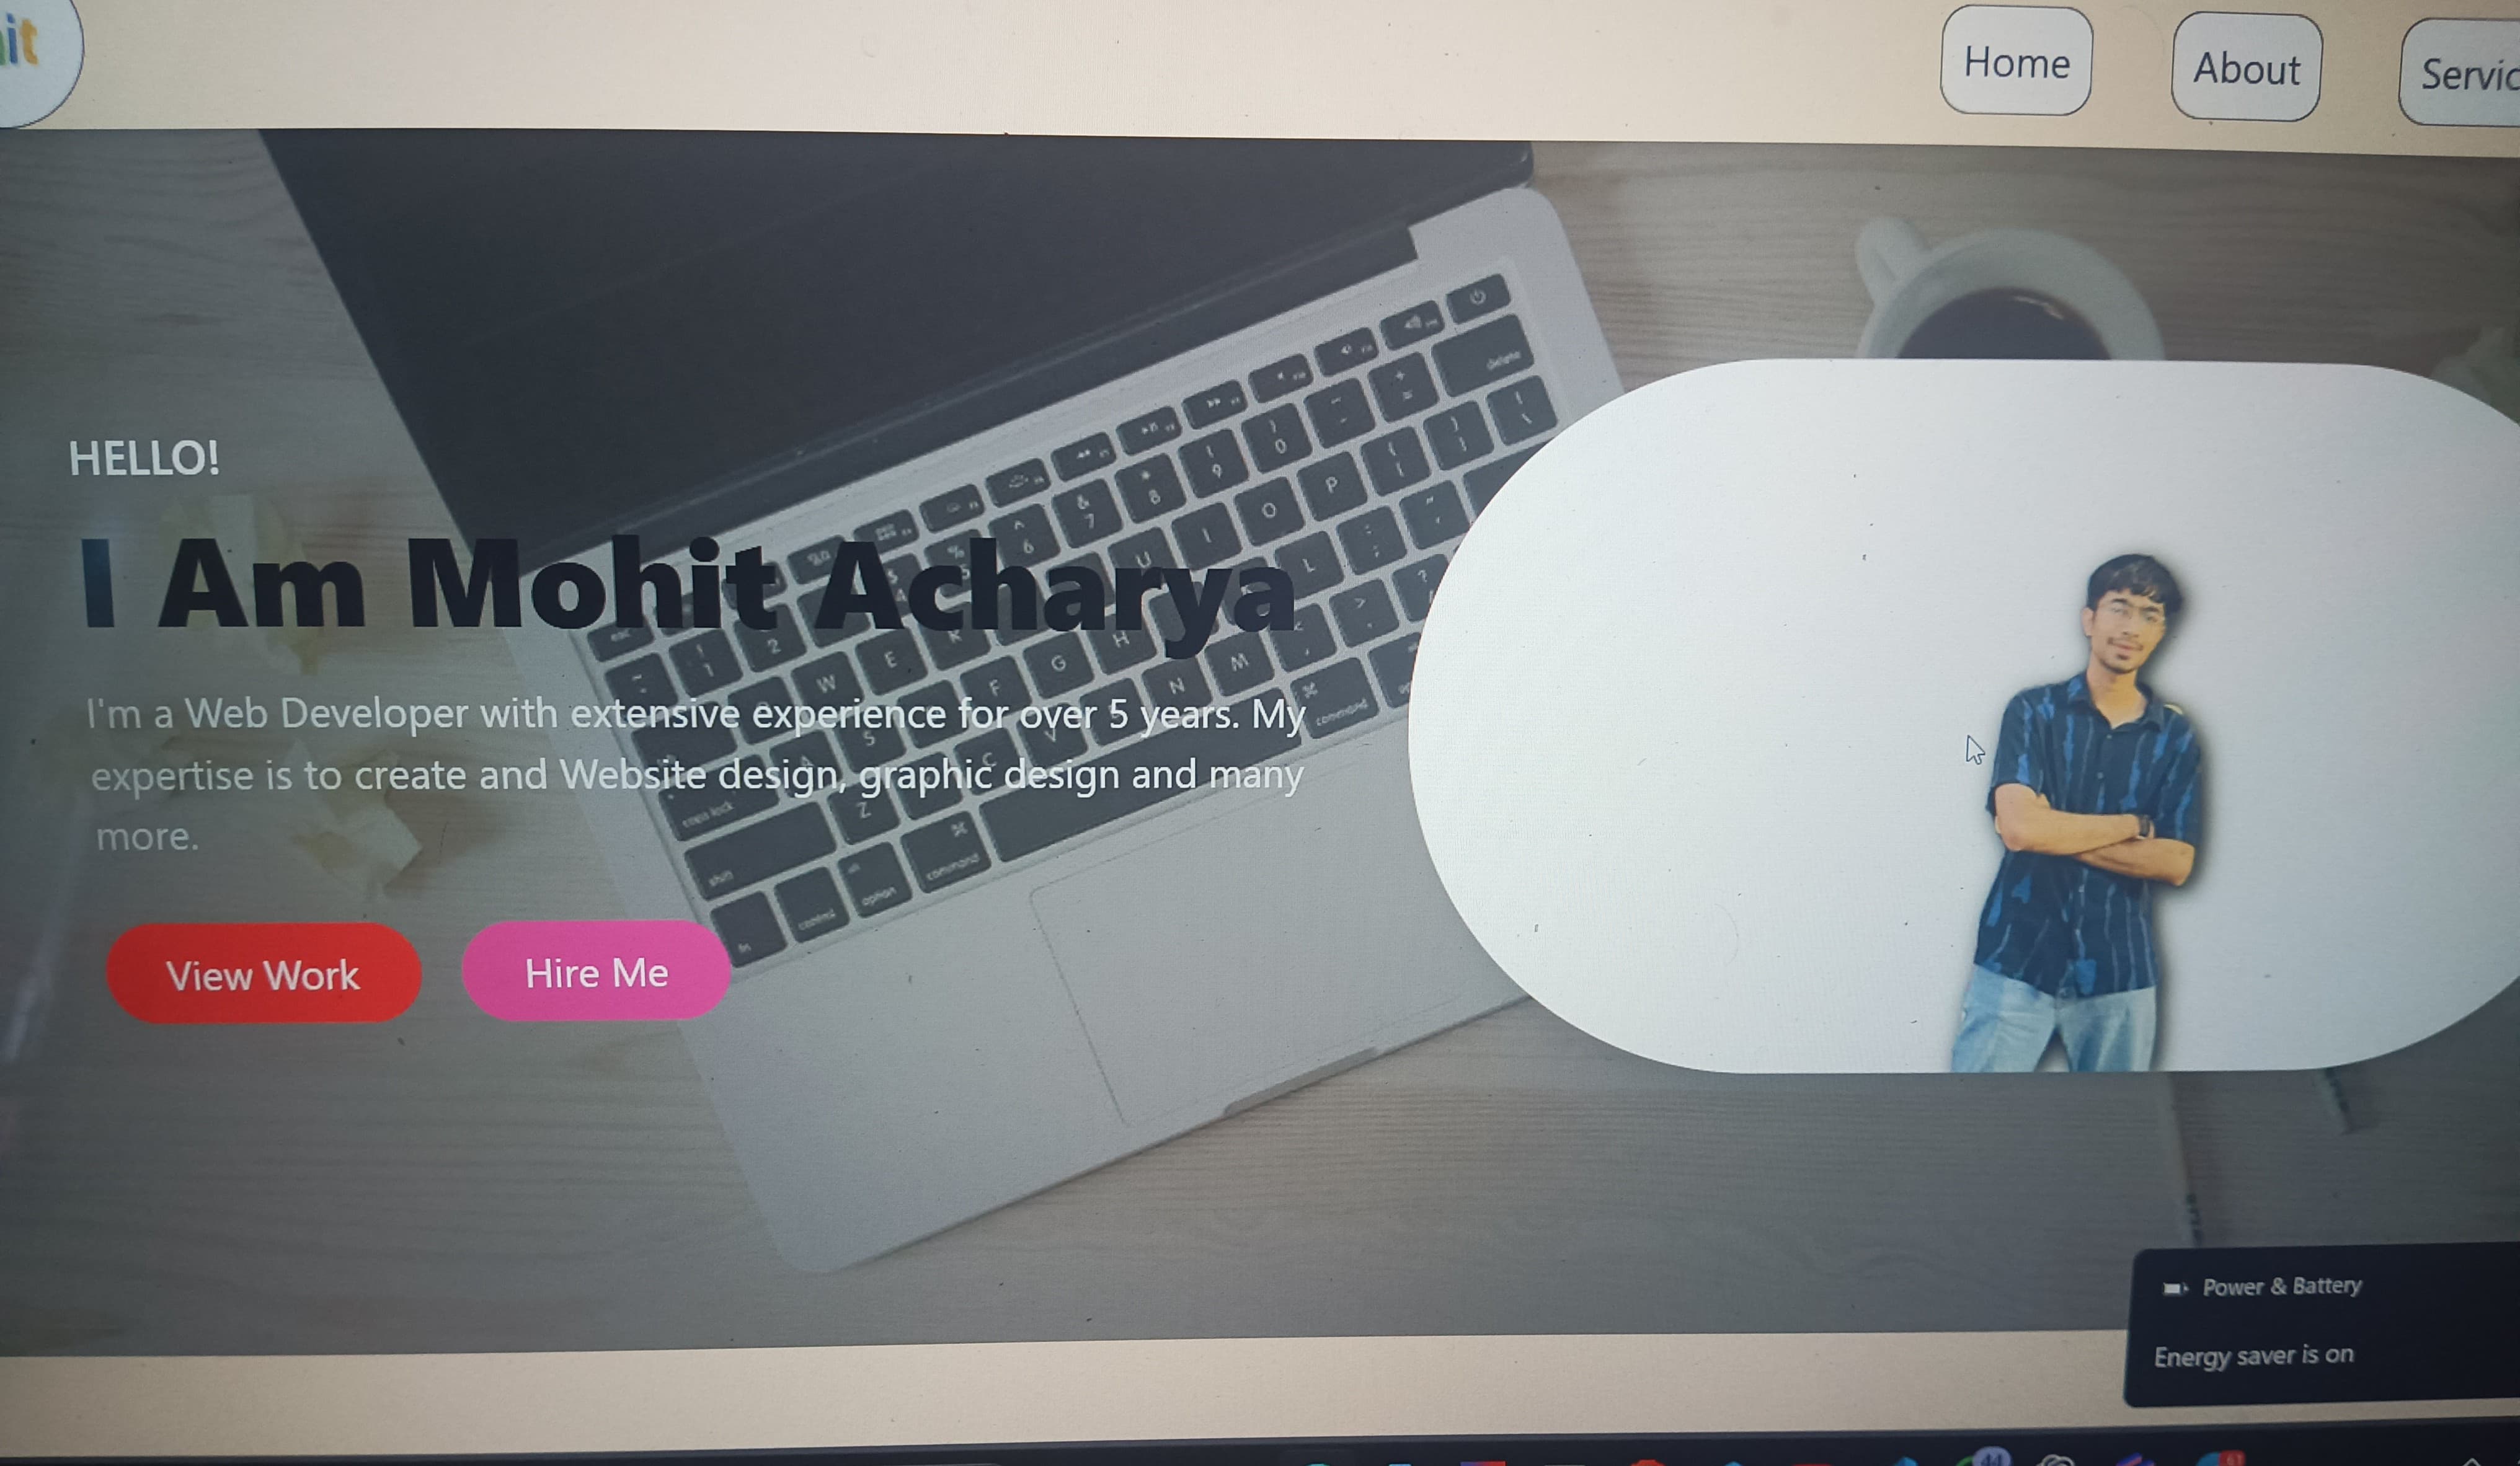 it
Home
About
Servic
HELLO!
I Am Mohit Acharya
I'm a Web Developer with extensive experience for over 5 years. My
expertise is to create and Website design, graphic design and many
more.
View Work
Hire Me
Power & Battery
Energy saver is on